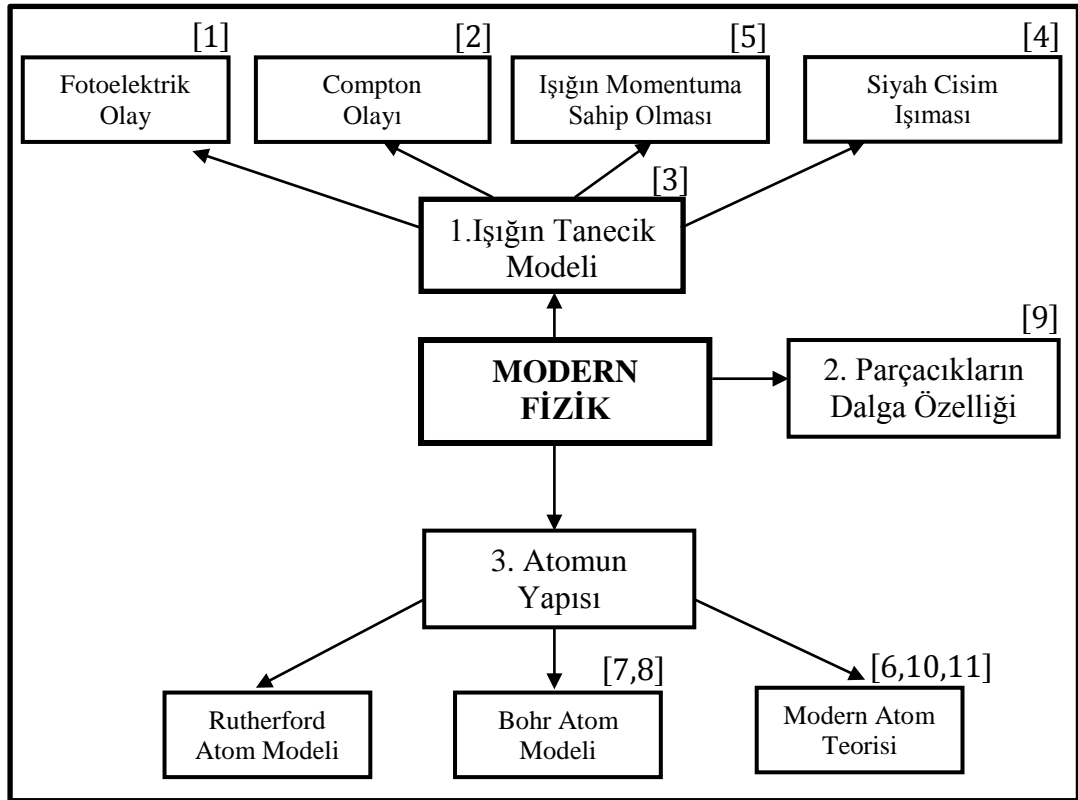 [1]
[2]
[5]
[4]
Fotoelektrik
Olay
Compton
Olayı
Işığın Momentuma
Sahip Olması
Siyah Cisim
Işıması
[3]
1.Işığın Tanecik
Modeli
[9]
MODERN
FİZİK
2. Parçacıkların
Dalga Özelliği
3. Atomun
Yapısı
[7,8]
[6,10,11]
Rutherford
Atom Modeli
Bohr Atom
Modeli
Modern Atom
Teorisi